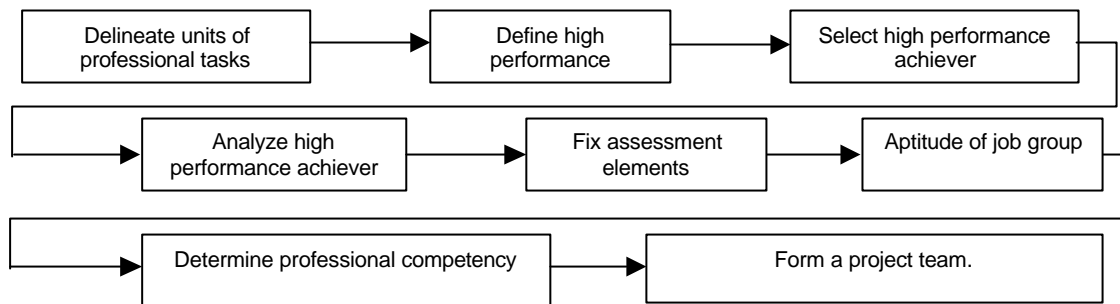 Delineate units of
professional tasks
Define high
performance
Select high performance
achiever
Analyze high
performance achiever
Fix assessment
elements
Aptitude of job group
Determine professional competency
Form a project team.